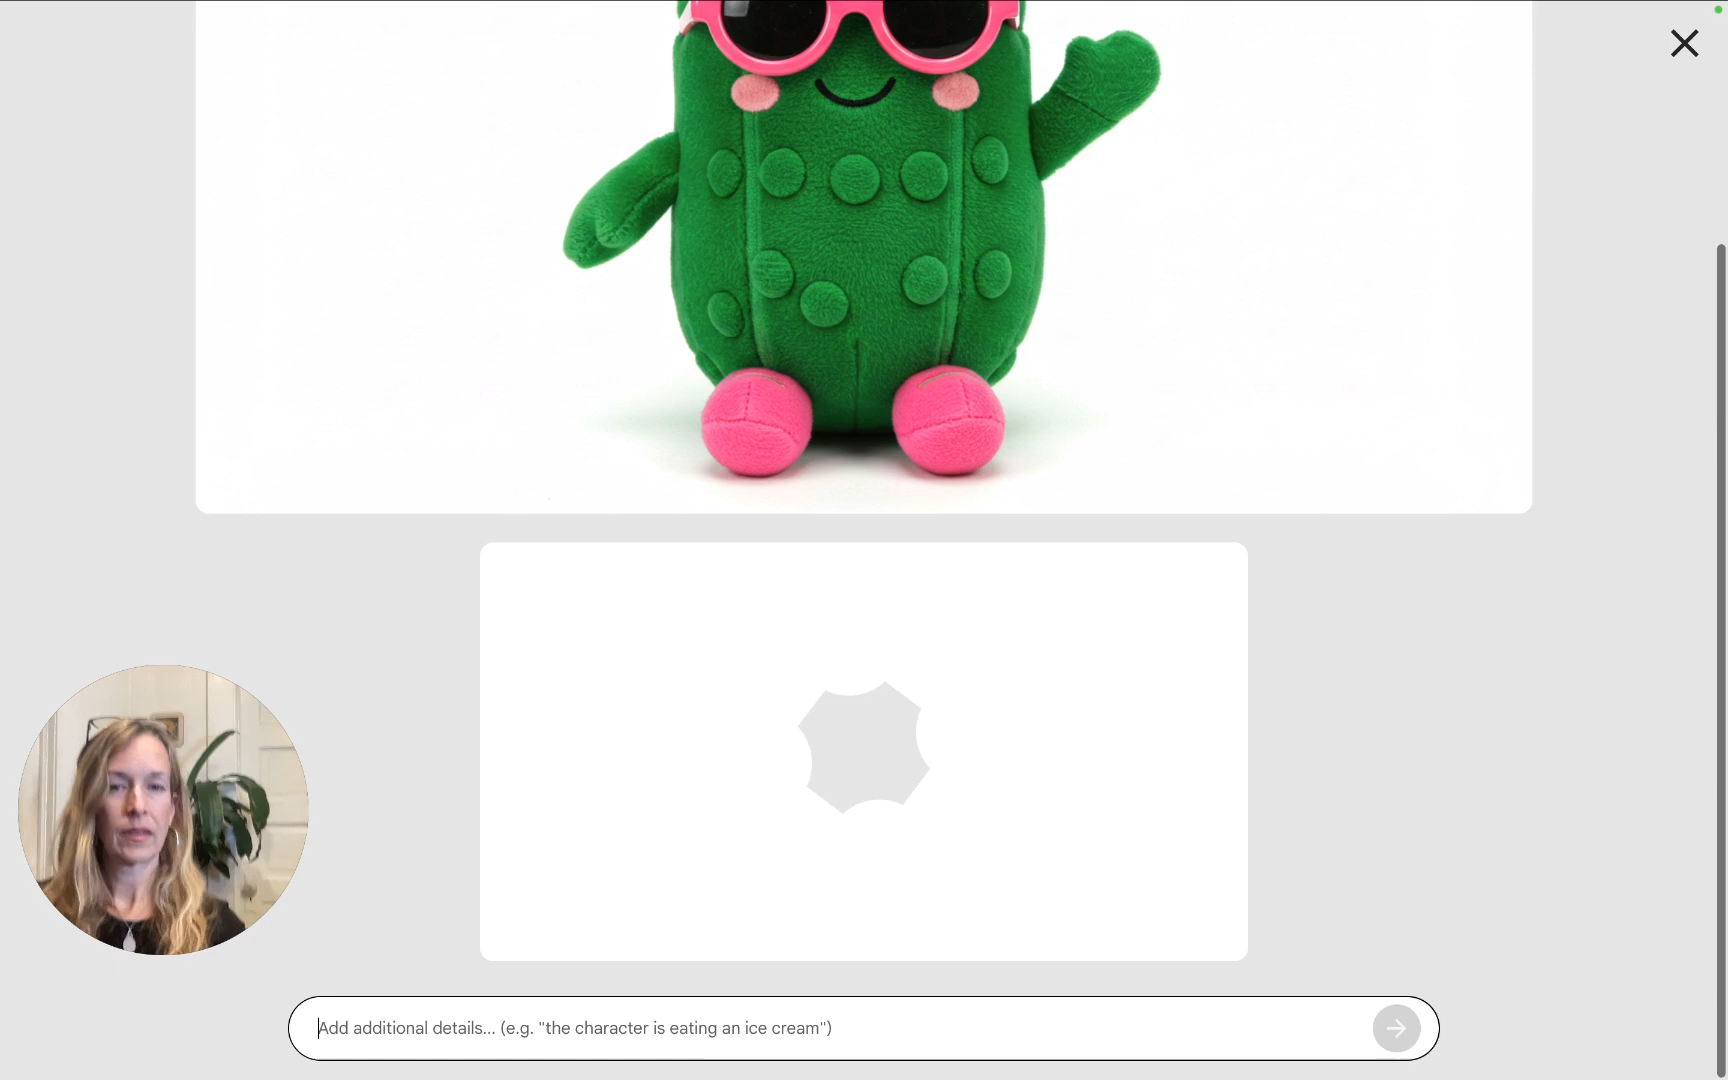 Add additional details... (e.g. "the character is eating an ice cream")